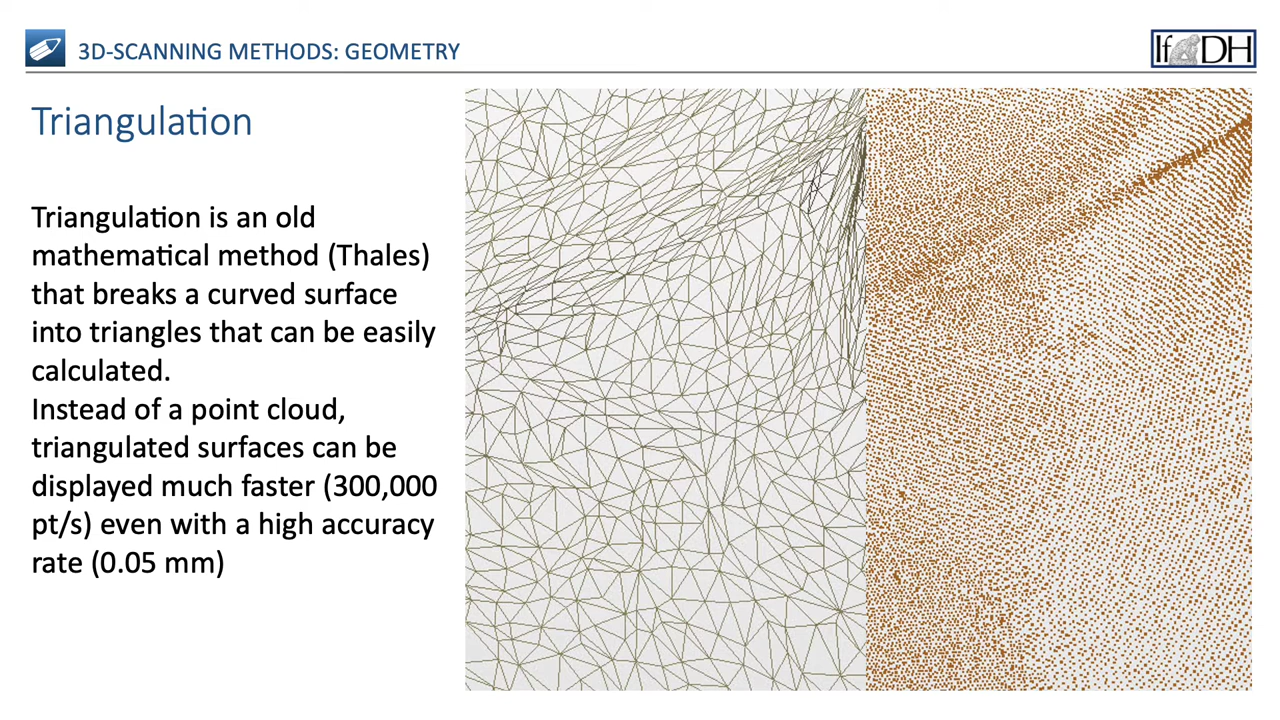 3D-SCANNING METHODS: GEOMETRY
IfDH
Triangulation
Triangulation is an old
mathematical method (Thales)
that breaks a curved surface
into triangles that can be easily
calculated.
Instead of a point cloud,
triangulated surfaces can be
displayed much faster (300,000
pt/s) even with a high accuracy
rate (0.05 mm)